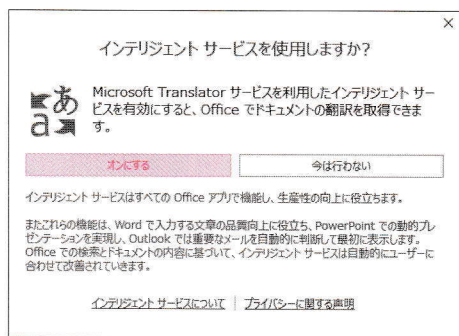 ×
インテリジェント サービスを使用しますか?
あ
a
Microsoft Translator サービスを利用したインテリジェント サー
ビスを有効にすると、Office でドキュメントの翻訳を取得できま
す。
オンにする
今は行わない
インテリジェント サービスはすべての Office アプリで機能し、生産性の向上に役立ちます。
またこれらの機能は、Word で入力する文章の品質向上に役立ち、PowerPoint での動的プレ
ゼンテーションを実現し、Outlook では重要なメールを自動的に判断して最初に表示します。
Office での検索とドキュメントの内容に基づいて、インテリジェント サービスは自動的にユーザーに
合わせて改善されていきます。
インテリジェント サービスについて | プライバシーに関する声明